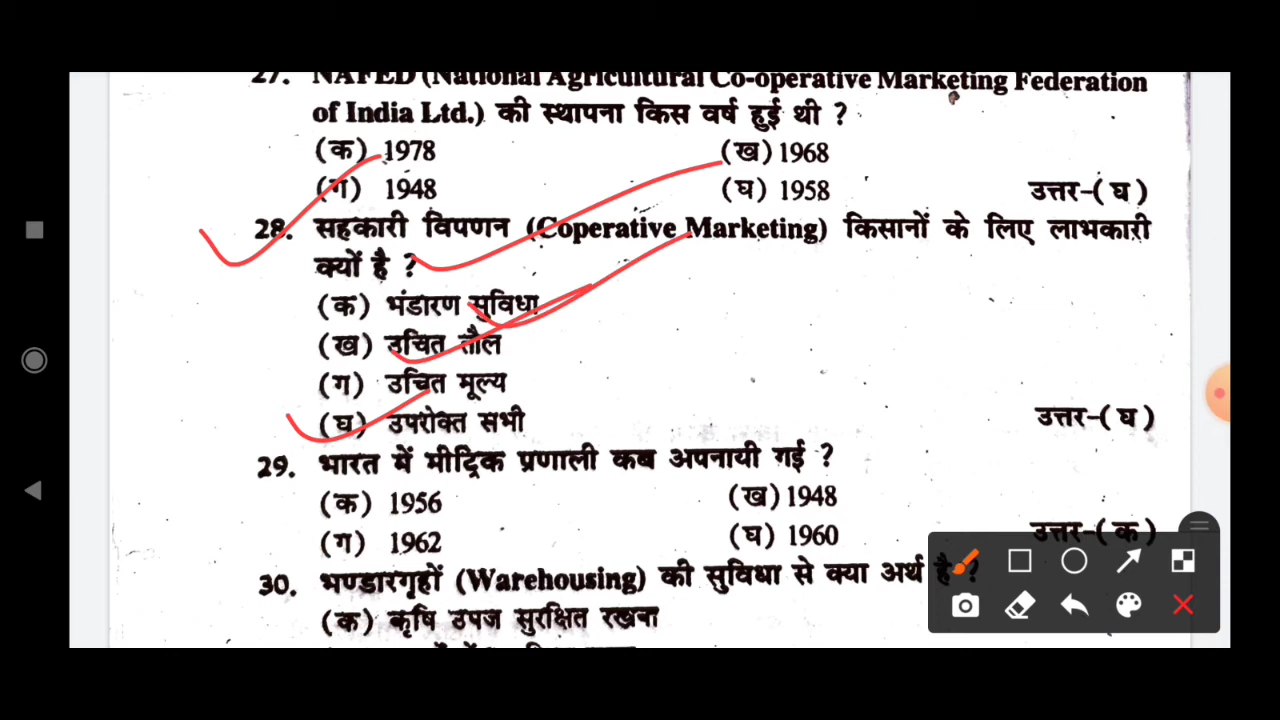 27. NAFED (National Agricultural Co-operative Marketing Federation
of India Ltd.) की स्थापना किस वर्ष हुई थी ?
(क) 1978 (ख) 1968
(ग) 1948 (घ) 1958 उत्तर-(घ)
28. सहकारी विपणन (Coperative Marketing) किसानों के लिए लाभकारी
क्यों है ?
(क) भंडारण सुविधा
(ख) उचित तौल
(ग) उचित मूल्य
(घ) उपरोक्त सभी उत्तर-(घ)
29. भारत में मीट्रिक प्रणाली कब अपनायी गई ?
(क) 1956 (ख) 1948
(ग) 1962 (घ) 1960 उत्तर-(क)
30. भण्डारगृहों (Warehousing) की सुविधा से क्या अर्थ है ?
(क) कृषि उपज सुरक्षित रखना